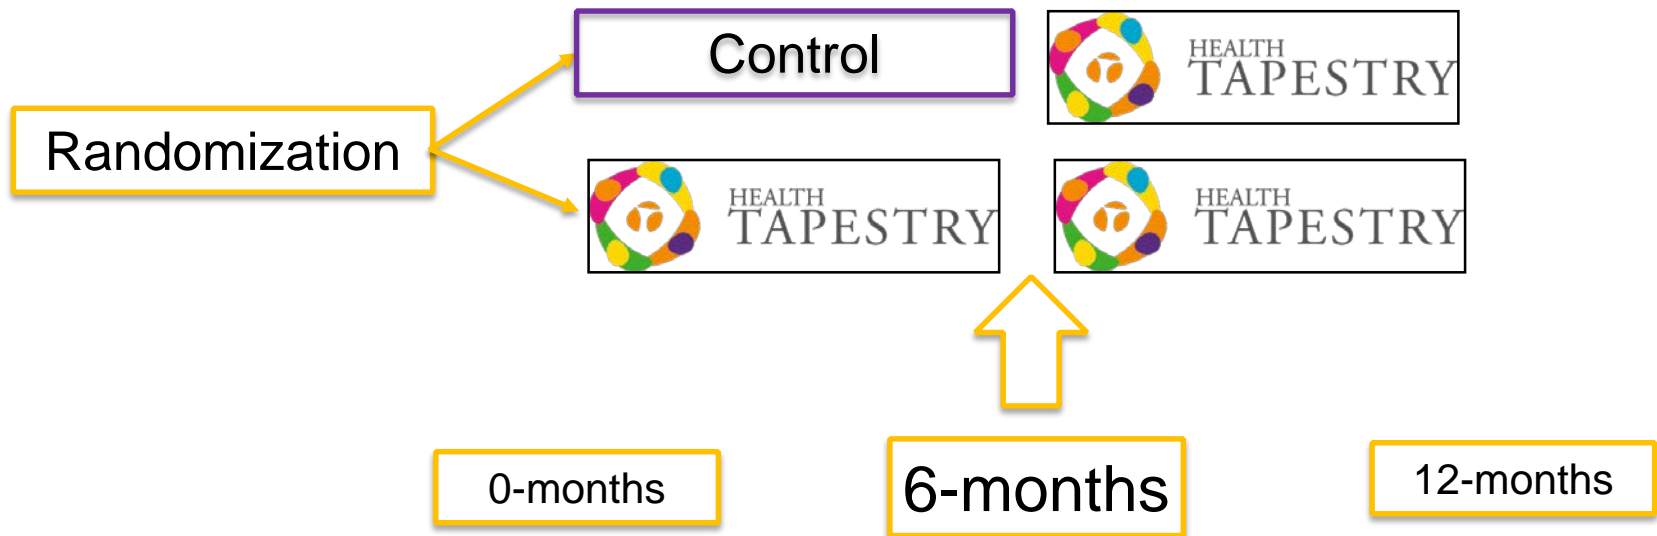 Control
HEALTH
TAPESTRY
Randomization
HEALTH
TAPESTRY
HEALTH
TAPESTRY
0-months
6-months
12-months